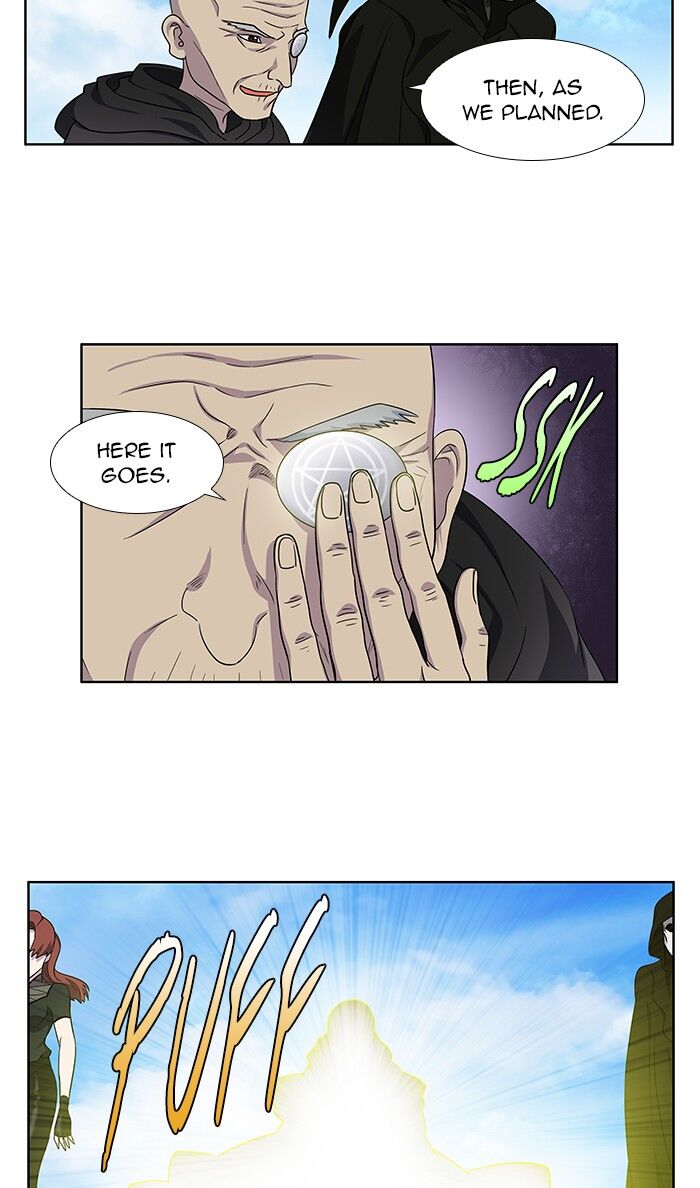 THEN, AS
WE PLANNED.
HERE IT
GOES.
SSK
PUFF